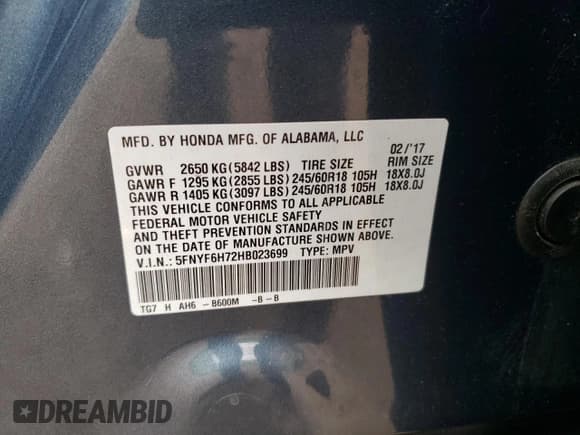 MFD. BY HONDA MFG. OF ALABAMA, LLC
02/'17
GVWR 2650 KG(5842 LBS) TIRE SIZE RIM SIZE
GAWR F 1295 KG(2855 LBS)245/60R18 105H 18X8.0J
GAWR R 1405 KG(3097 LBS)245/60R18 105H 18X8.0J
THIS VEHICLE CONFORMS TO ALL APPLICABLE
FEDERAL MOTOR VEHICLE SAFETY
AND THEFT PREVENTION STANDARDS IN EFFECT
ON THE DATE OF MANUFACTURE SHOWN ABOVE.
V.I.N.: 5FNYF6H72HB023699 TYPE: MPV
TG7 H AH6 -B600M -B-B
DREAMBID